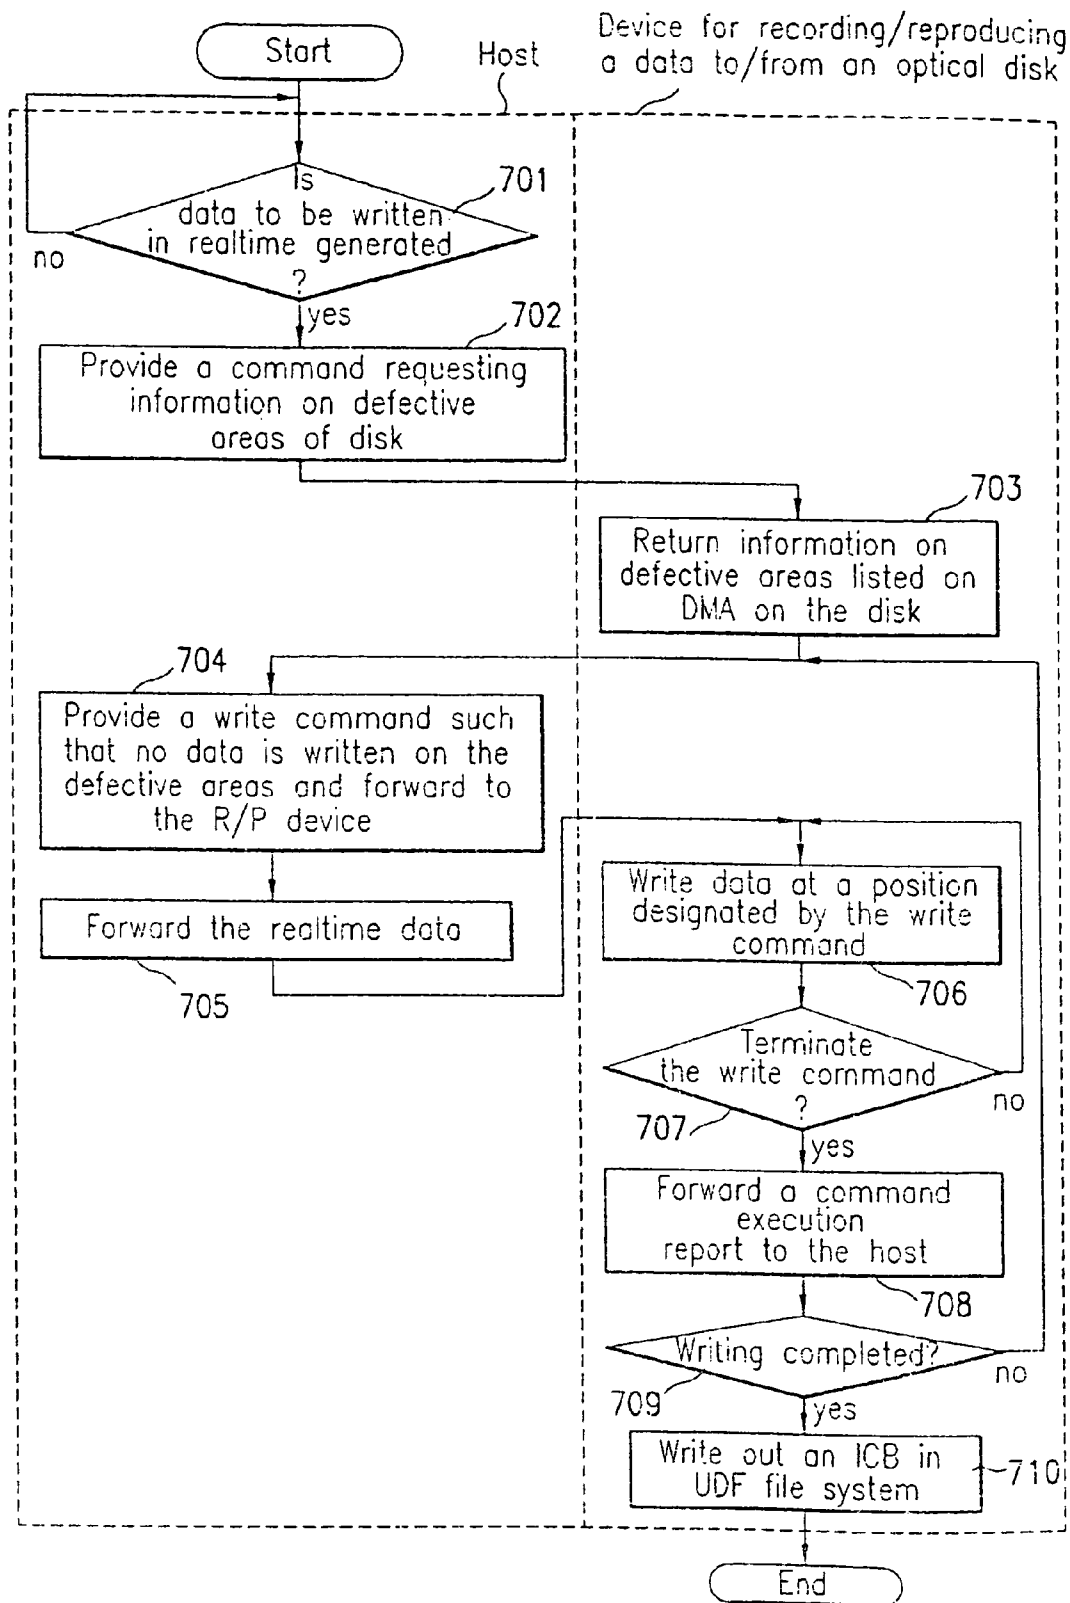 Start
Host
Device for recording/reproducing
a data to/from an optical disk
Is
data to be written
in realtime generated
?
701
no
yes
702
Provide a command requesting
information on defective
areas of disk
703
Return information on
defective areas listed on
DMA on the disk
704
Provide a write command such
that no data is written on the
defective areas and forward to
the R/P device
Forward the realtime data
705
Write data at a position
designated by the write
command
706
Terminate
the write command
?
707
no
yes
Forward a command
execution
report to the host
708
Writing completed?
709
no
yes
Write out an ICB in
UDF file system
710
End